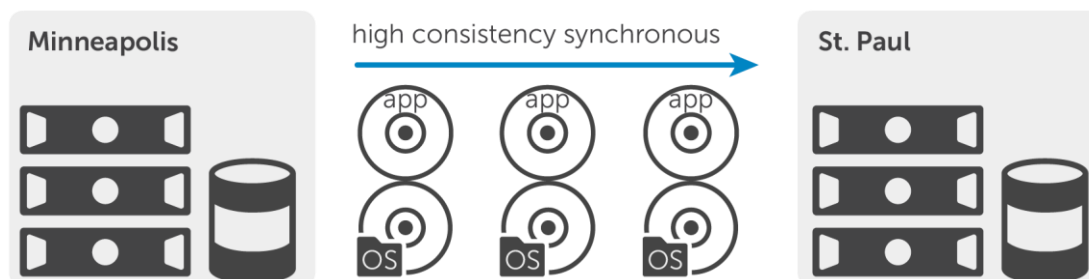 Minneapolis
high consistency synchronous
St. Paul
app app app
OS OS OS